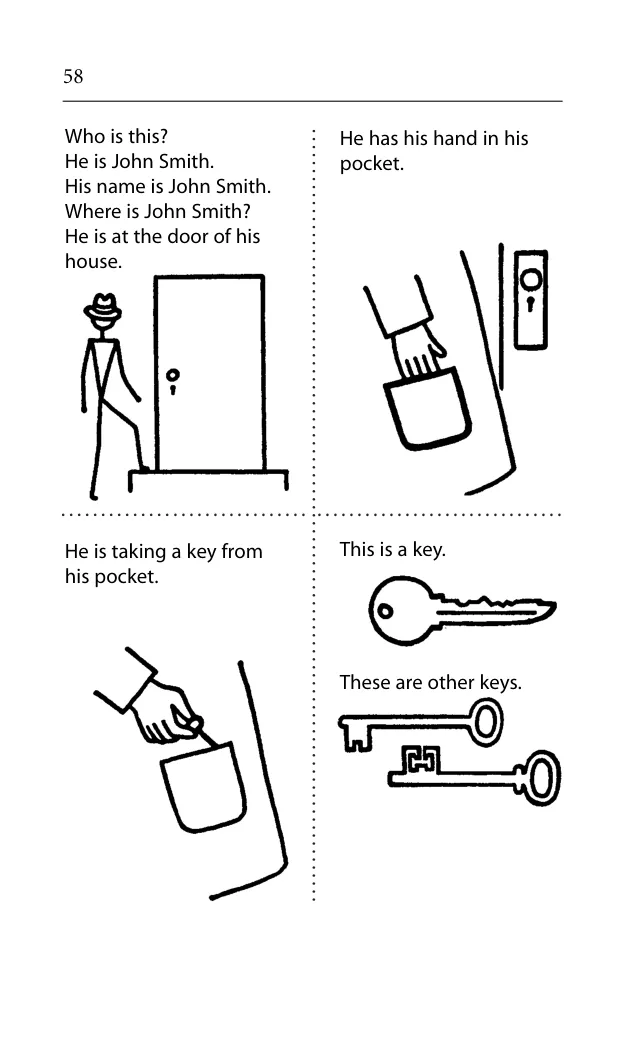 58
Who is this?
He is John Smith.
His name is John Smith.
Where is John Smith?
He is at the door of his
house.
He has his hand in his
pocket.
He is taking a key from
his pocket.
This is a key.
These are other keys.